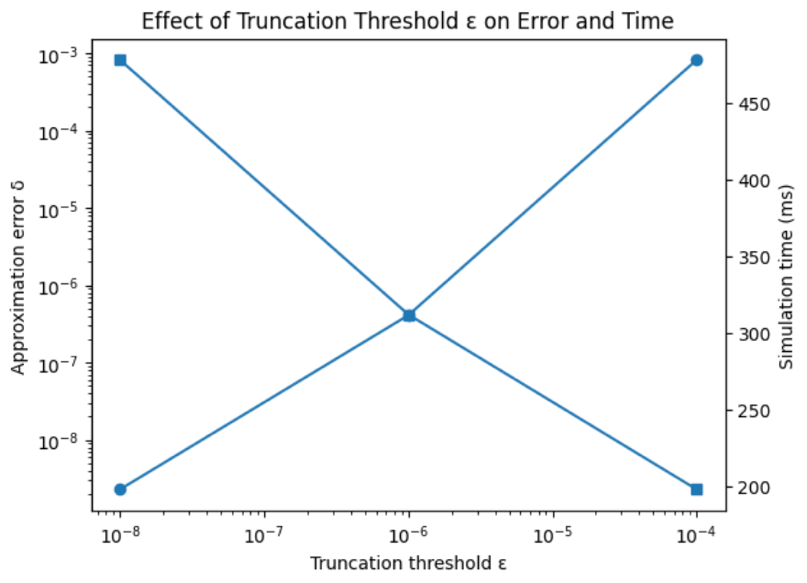 Effect of Truncation Threshold ε on Error and Time
10⁻³
10⁻⁴
10⁻⁵
10⁻⁶
10⁻⁷
10⁻⁸
Approximation error δ
450
400
350
300
250
200
Simulation time (ms)
10⁻⁸ 10⁻⁷ 10⁻⁶ 10⁻⁵ 10⁻⁴
Truncation threshold ε